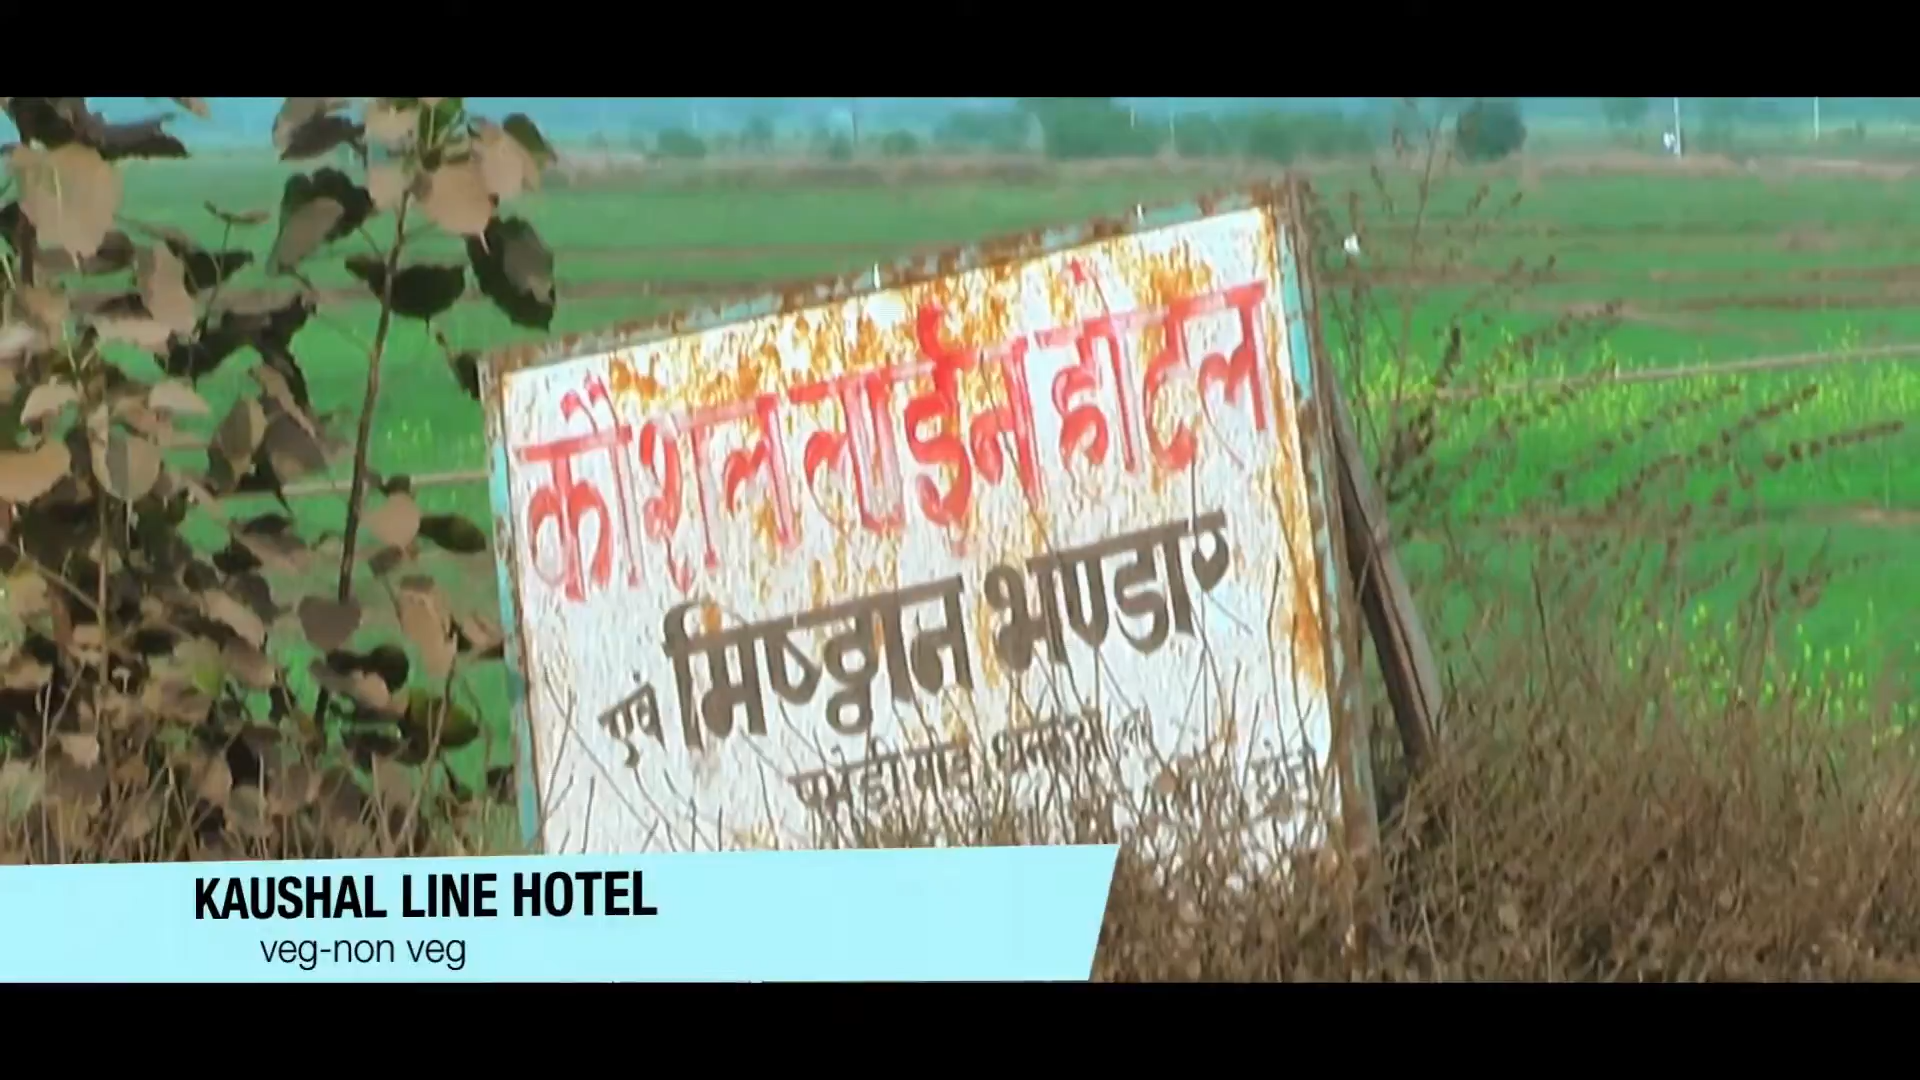 कौशल लाईन होटल
एवं मिष्ठान भण्डार
मोड़
KAUSHAL LINE HOTEL
veg-non veg